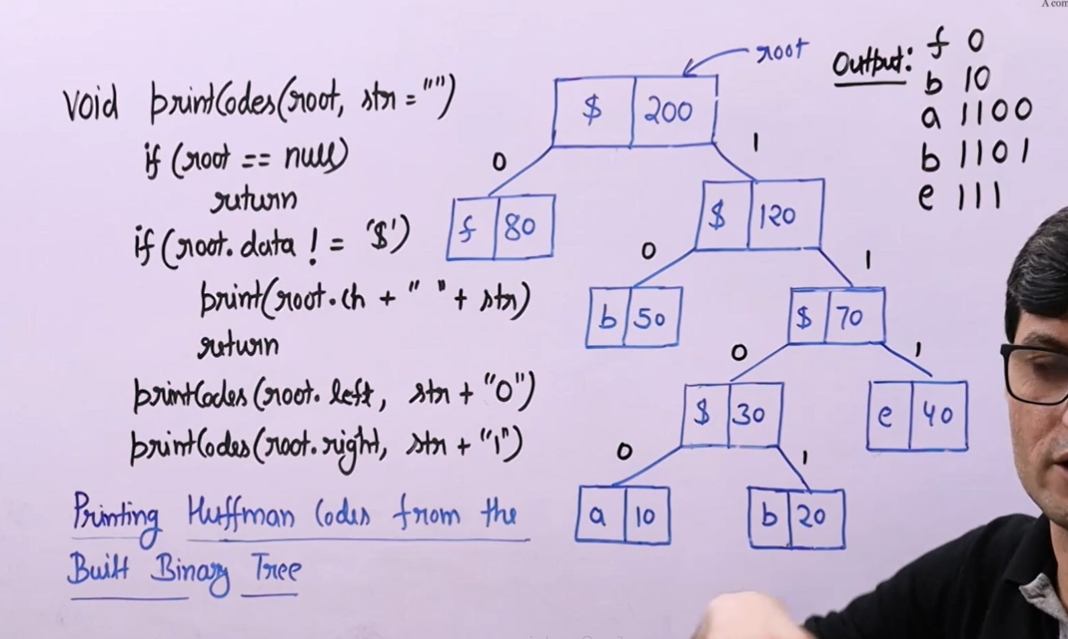 A com
void printCodes(root, str = "")
if (root == null)
return
if (root.data != '$')
print(root.ch + " " + str)
return
printCodes(root.left, str + "0")
printCodes(root.right, str + "1")
Printing Huffman Codes from the
Built Binary Tree
root
$ 200
0 1
f 80
$ 120
0 1
b 50
$ 70
0 1
$ 30
e 40
0 1
a 10
b 20
Output: f 0
b 10
a 1100
b 1101
e 111